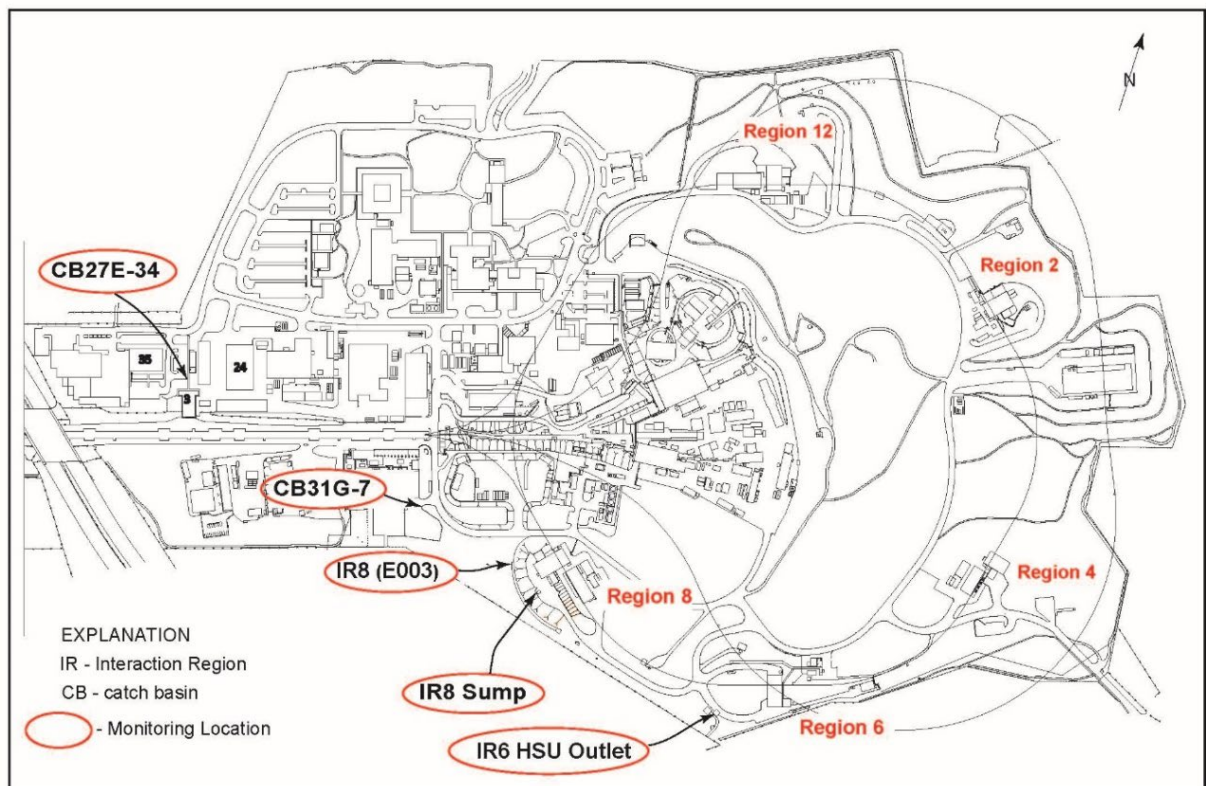 N
Region 12
CB27E-34
Region 2
35
24
3
CB31G-7
IR8 (E003)
Region 8
Region 4
EXPLANATION
IR - Interaction Region
CB - catch basin
- Monitoring Location
IR8 Sump
Region 6
IR6 HSU Outlet